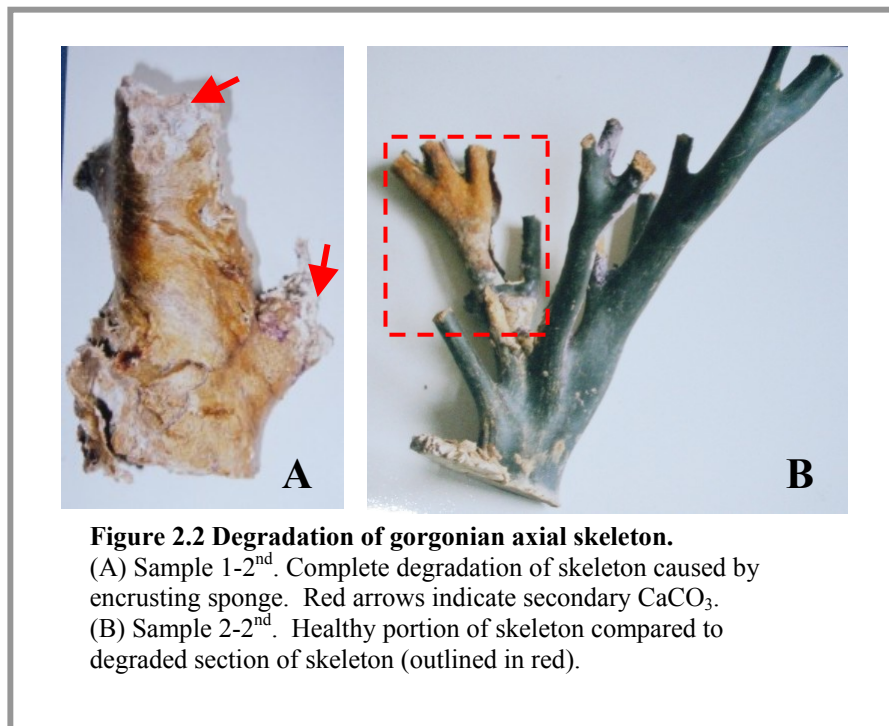 A
B
Figure 2.2 Degradation of gorgonian axial skeleton.
(A) Sample 1-2nd. Complete degradation of skeleton caused by
encrusting sponge. Red arrows indicate secondary CaCO₃.
(B) Sample 2-2nd. Healthy portion of skeleton compared to
degraded section of skeleton (outlined in red).